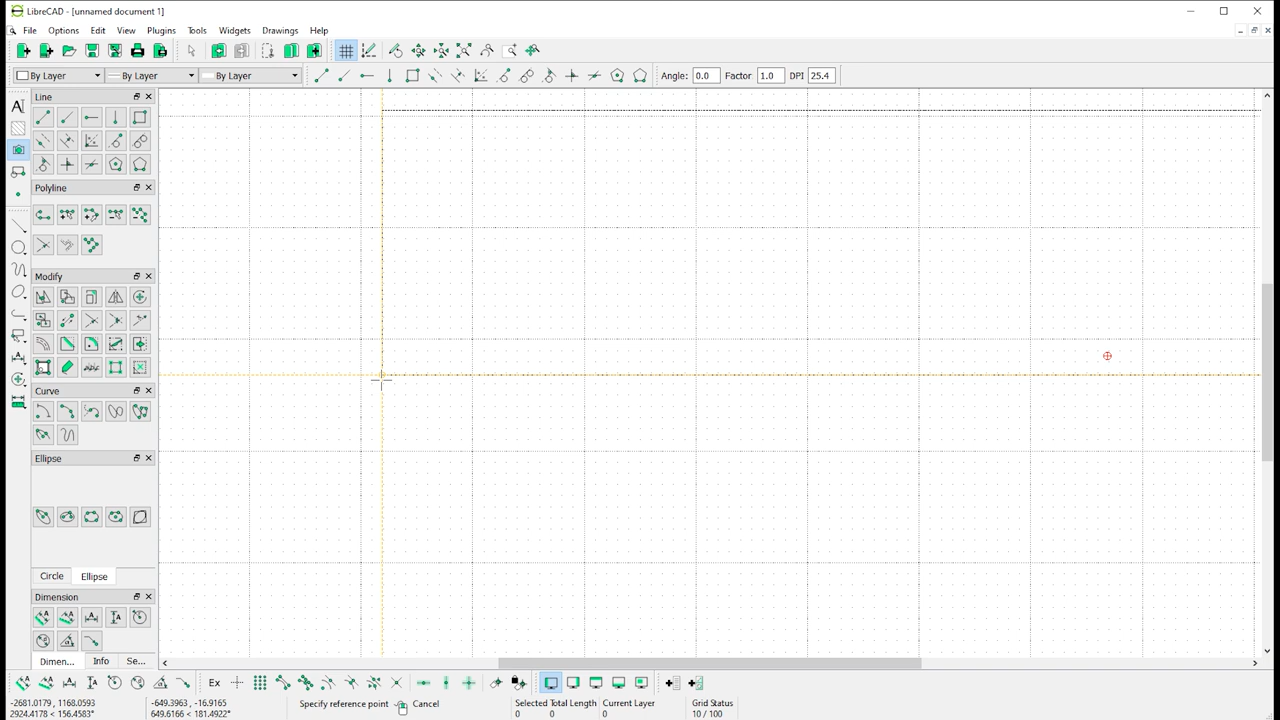 LibreCAD - [unnamed document 1]
File Options Edit View Plugins Tools Widgets Drawings Help
By Layer By Layer By Layer Angle: 0.0 Factor 1.0 DPI 25.4
Line
Polyline
Modify
Curve
Ellipse
Circle Ellipse
Dimension
Dimen... Info Se...
Ex
-2681.0179 , 1168.0593 -649.3963 , -16.9165 Specify reference point Cancel Selected Total Length Current Layer Grid Status
2924.4178 < 156.4583° 649.6166 < 181.4922° 0 0 0 10 / 100